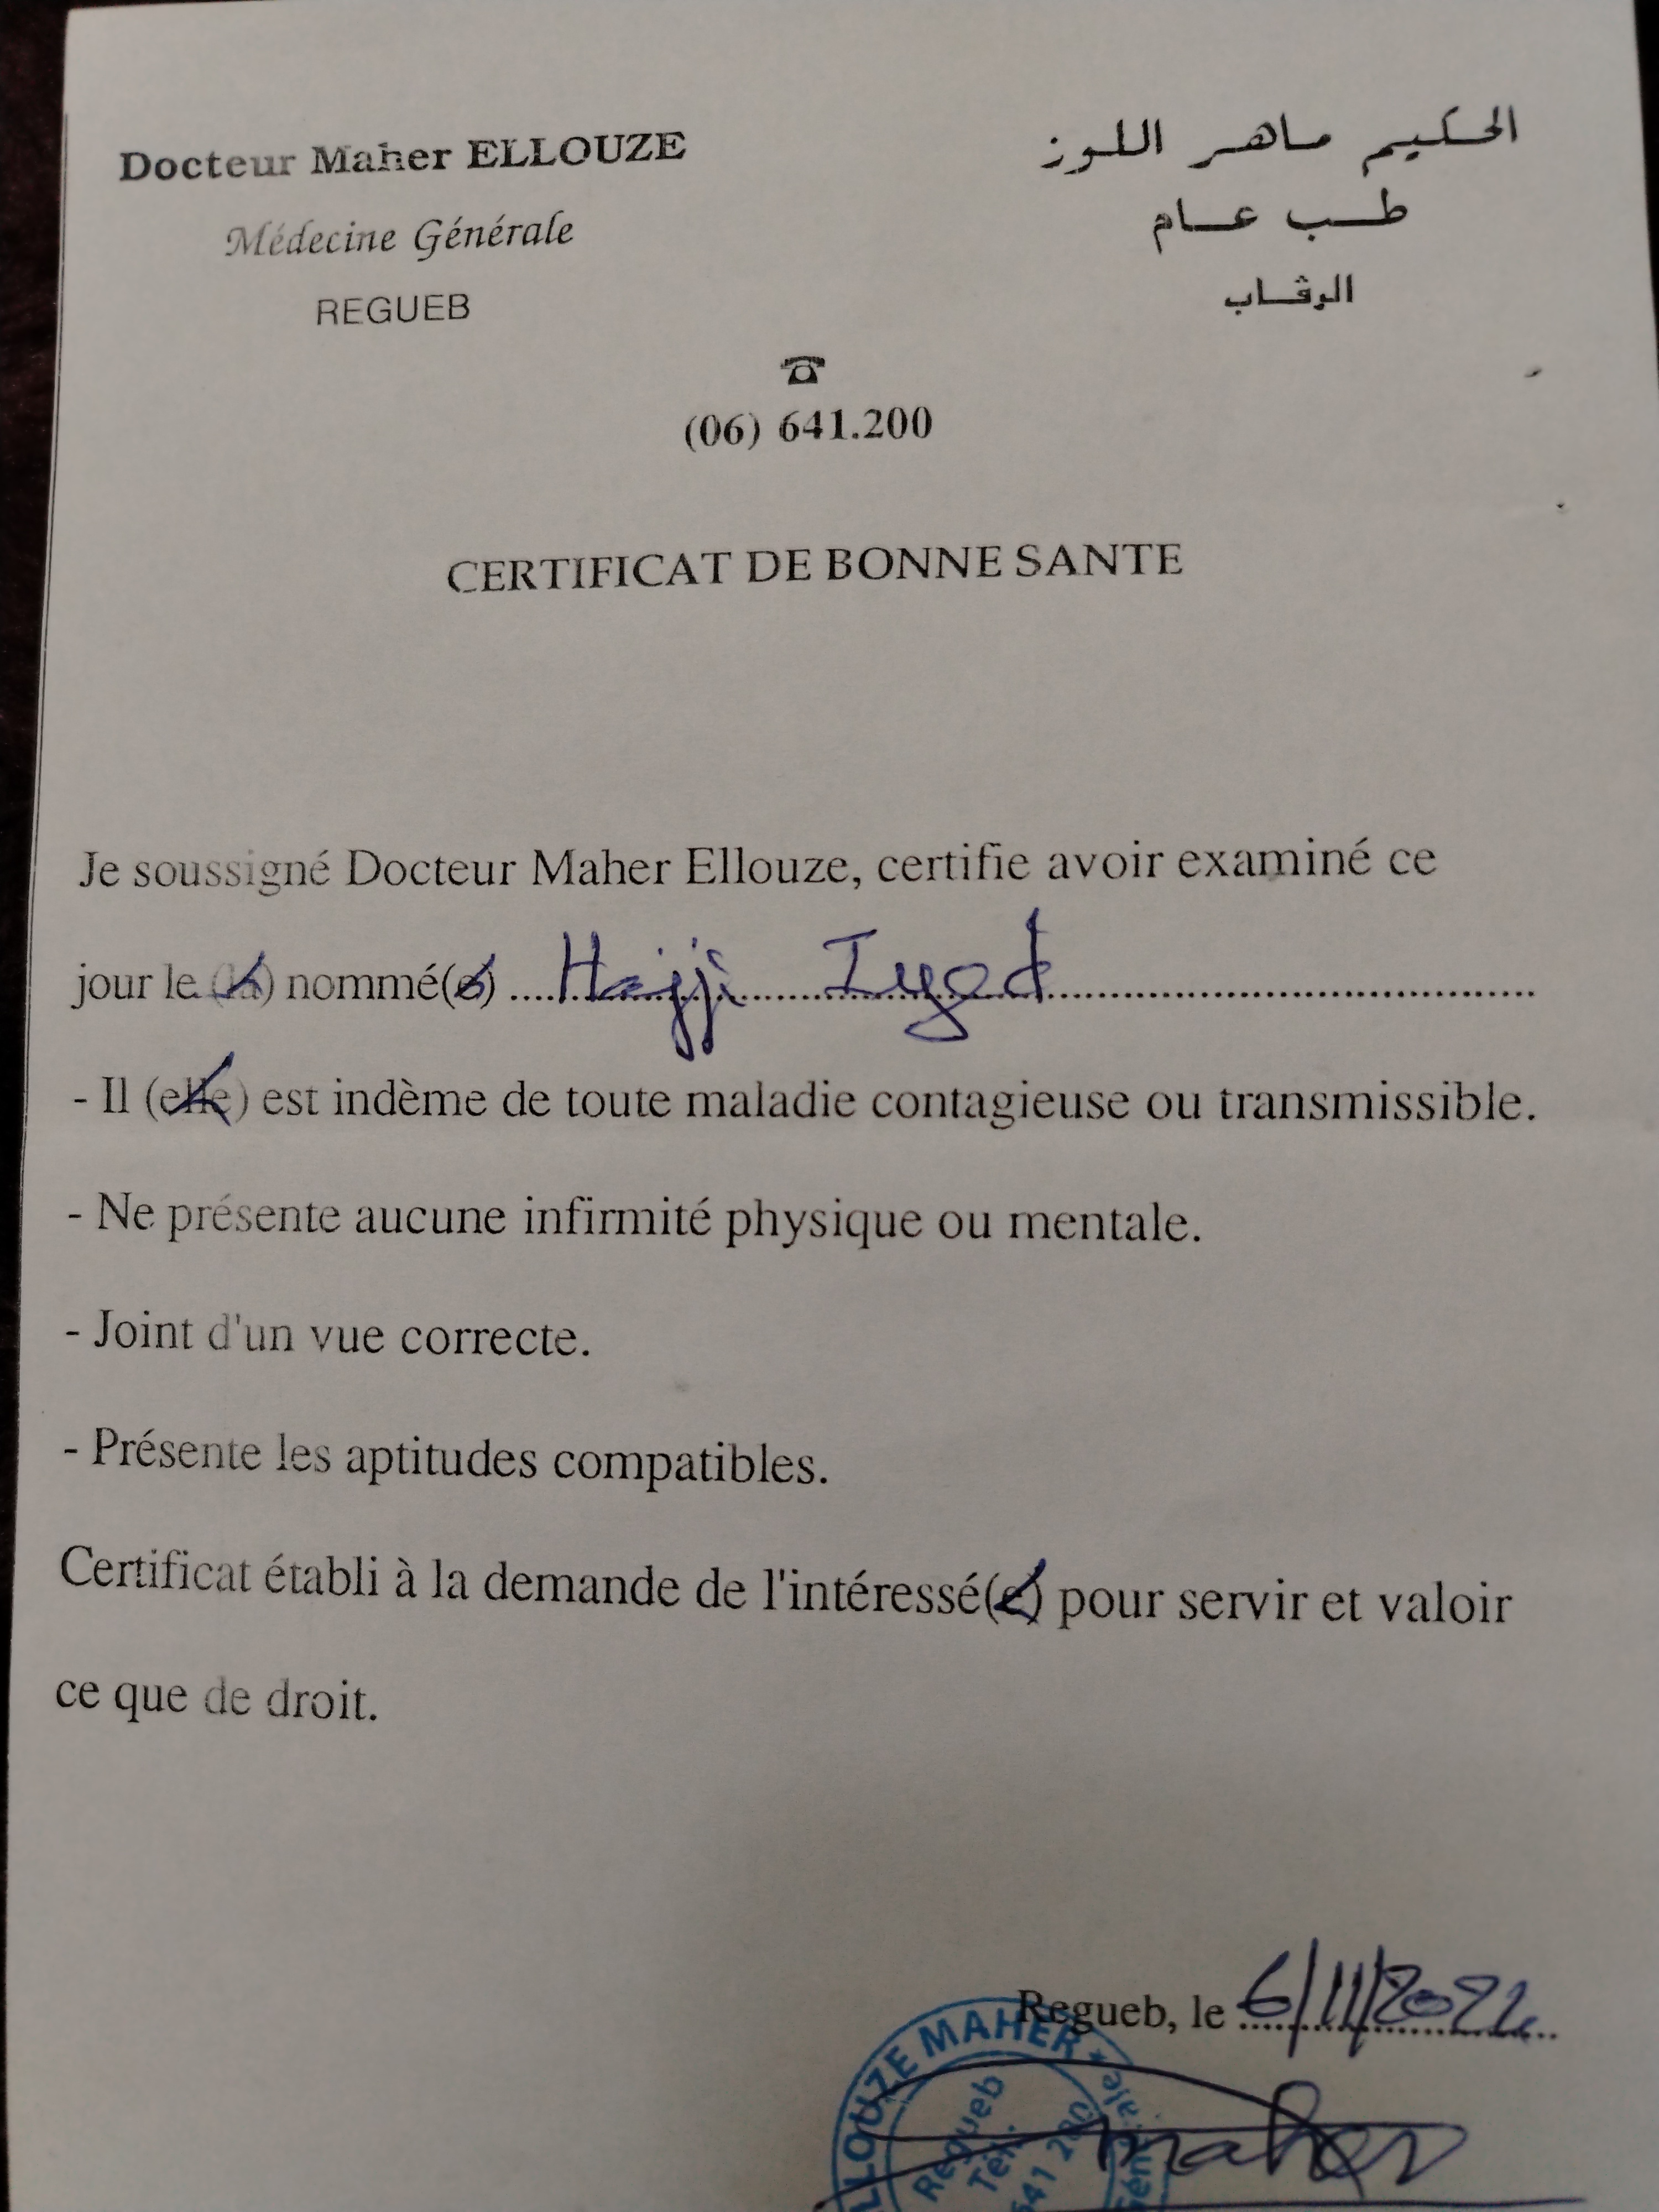 Docteur Maher ELLOUZE
Médecine Générale
REGUEB
الحكيم ماهر اللوز
طب عام
الرقاب
(06) 641.200
CERTIFICAT DE BONNE SANTE
Je soussigné Docteur Maher Ellouze, certifie avoir examiné ce
jour le (la) nommé(e) Hajji Iyed
- Il (elle) est indème de toute maladie contagieuse ou transmissible.
- Ne présente aucune infirmité physique ou mentale.
- Joint d'un vue correcte.
- Présente les aptitudes compatibles.
Certificat établi à la demande de l'intéressé(e) pour servir et valoir
ce que de droit.
Regueb, le 6/11/2022
LLOUZE MAHER *
Regueb
Tél.
641 200
maher